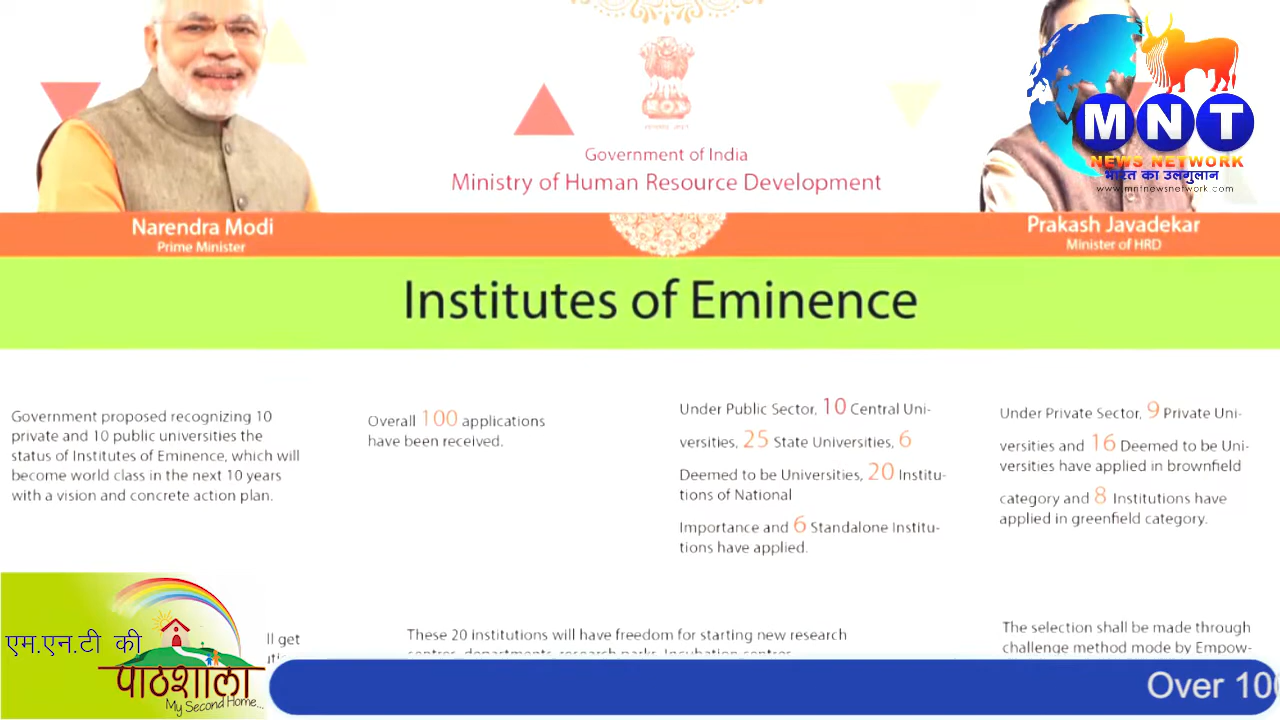 Government of India
Ministry of Human Resource Development
MNT
NEWS NETWORK
भारत का उलगुलान
www.mntnewsnetwork.com
Narendra Modi
Prime Minister
Prakash Javadekar
Minister of HRD
Institutes of Eminence
Government proposed recognizing 10
private and 10 public universities the
status of Institutes of Eminence, which will
become world class in the next 10 years
with a vision and concrete action plan.
Overall 100 applications
have been received.
Under Public Sector, 10 Central Uni-
versities, 25 State Universities, 6
Deemed to be Universities, 20 Institu-
tions of National
Importance and 6 Standalone Institu-
tions have applied.
Under Private Sector, 9 Private Uni-
versities and 16 Deemed to be Uni-
versities have applied in brownfield
category and 8 Institutions have
applied in greenfield category.
ll get
These 20 institutions will have freedom for starting new research
centres, departments, research parks, Incubation centres,
The selection shall be made through
challenge method mode by Empow-
एम.एन.टी की
पाठशाला
My Second Home...
Over 100